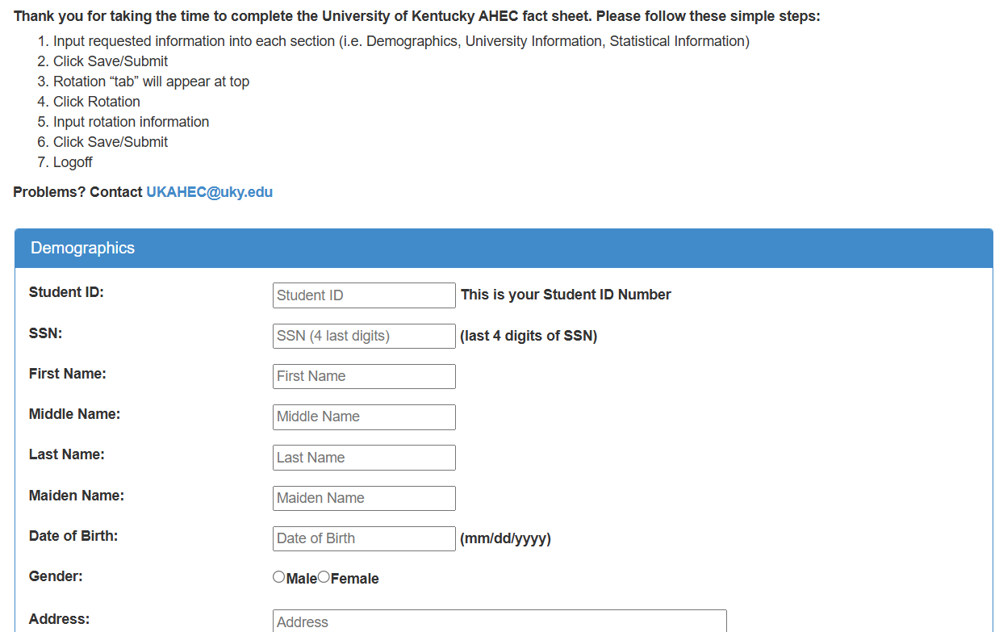 Thank you for taking the time to complete the University of Kentucky AHEC fact sheet. Please follow these simple steps:
1. Input requested information into each section (i.e. Demographics, University Information, Statistical Information)
2. Click Save/Submit
3. Rotation “tab” will appear at top
4. Click Rotation
5. Input rotation information
6. Click Save/Submit
7. Logoff
Problems? Contact UKAHEC@uky.edu
Demographics
Student ID: Student ID This is your Student ID Number
SSN: SSN (4 last digits) (last 4 digits of SSN)
First Name: First Name
Middle Name: Middle Name
Last Name: Last Name
Maiden Name: Maiden Name
Date of Birth: Date of Birth (mm/dd/yyyy)
Gender: Male Female
Address: Address